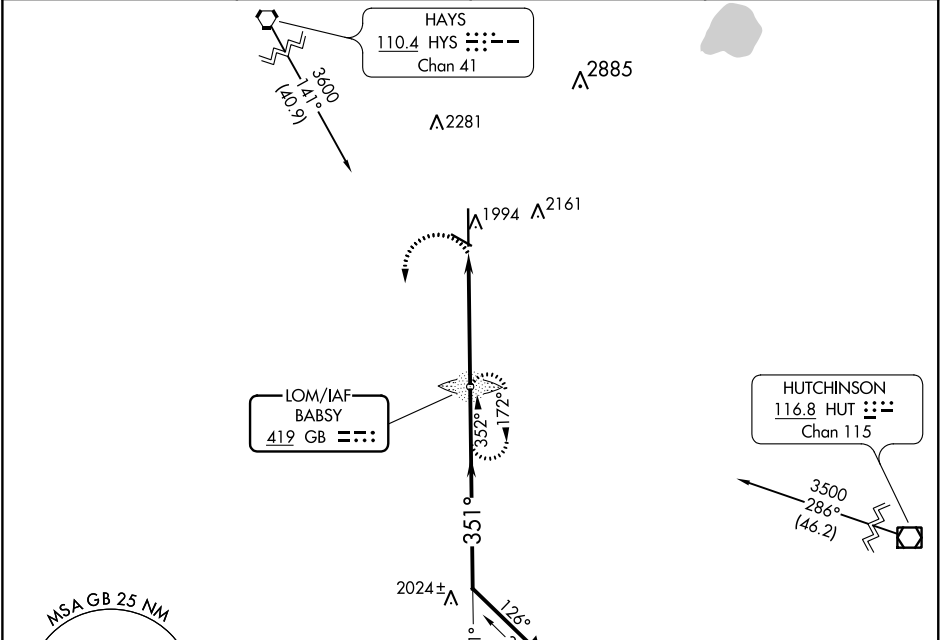 HAYS
110.4 HYS
Chan 41
3600
141°
(40.9)
2885
2281
1994
2161
LOM/IAF
BABSY
419 GB
352°
172°
HUTCHINSON
116.8 HUT
Chan 115
3500
286°
(46.2)
351°
2024±
126°
MSA GB 25 NM